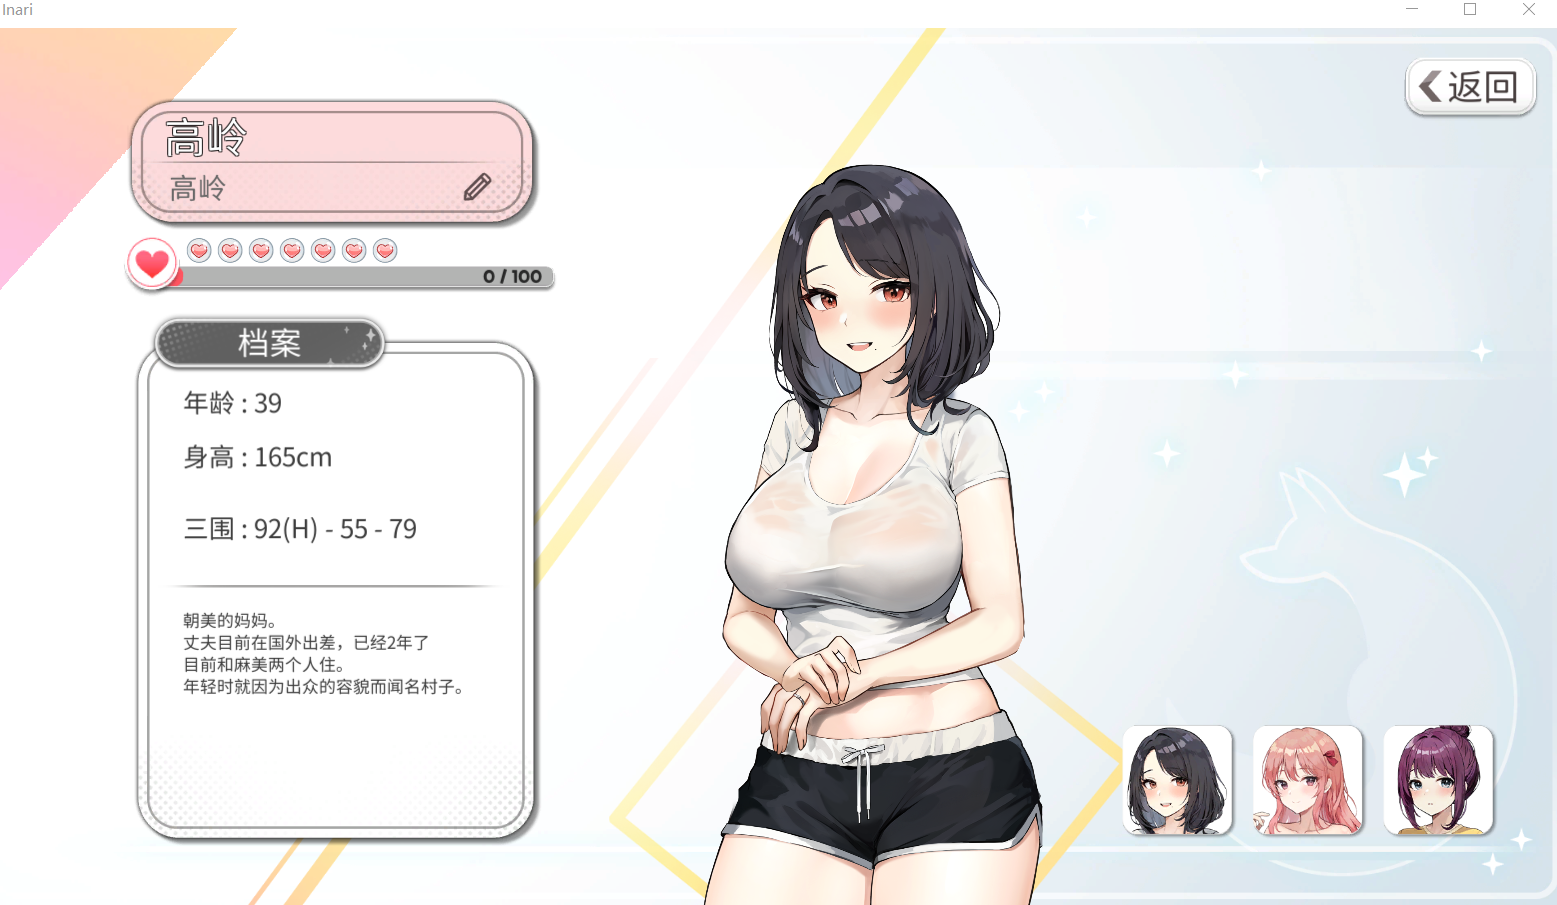 Inari
返回
高岭
高岭
0 / 100
档案
年龄 : 39
身高 : 165cm
三围 : 92(H) - 55 - 79
朝美的妈妈。
丈夫目前在国外出差，已经2年了
目前和麻美两个人住。
年轻时就因为出众的容貌而闻名村子。